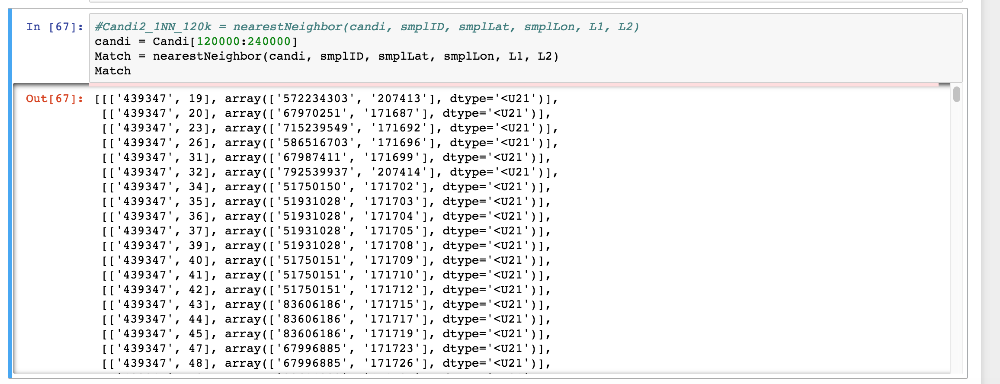 In [67]: #Candi2_1NN_120k = nearestNeighbor(candi, smplID, smplLat, smplLon, L1, L2)
candi = Candi[120000:240000]
Match = nearestNeighbor(candi, smplID, smplLat, smplLon, L1, L2)
Match
Out[67]: [[['439347', 19], array(['572234303', '207413'], dtype='<U21')],
[['439347', 20], array(['67970251', '171687'], dtype='<U21')],
[['439347', 23], array(['715239549', '171692'], dtype='<U21')],
[['439347', 26], array(['586516703', '171696'], dtype='<U21')],
[['439347', 31], array(['67987411', '171699'], dtype='<U21')],
[['439347', 32], array(['792539937', '207414'], dtype='<U21')],
[['439347', 34], array(['51750150', '171702'], dtype='<U21')],
[['439347', 35], array(['51931028', '171703'], dtype='<U21')],
[['439347', 36], array(['51931028', '171704'], dtype='<U21')],
[['439347', 37], array(['51931028', '171705'], dtype='<U21')],
[['439347', 39], array(['51931028', '171708'], dtype='<U21')],
[['439347', 40], array(['51750151', '171709'], dtype='<U21')],
[['439347', 41], array(['51750151', '171710'], dtype='<U21')],
[['439347', 42], array(['51750151', '171712'], dtype='<U21')],
[['439347', 43], array(['83606186', '171715'], dtype='<U21')],
[['439347', 44], array(['83606186', '171717'], dtype='<U21')],
[['439347', 45], array(['83606186', '171719'], dtype='<U21')],
[['439347', 47], array(['67996885', '171723'], dtype='<U21')],
[['439347', 48], array(['67996885', '171726'], dtype='<U21')],